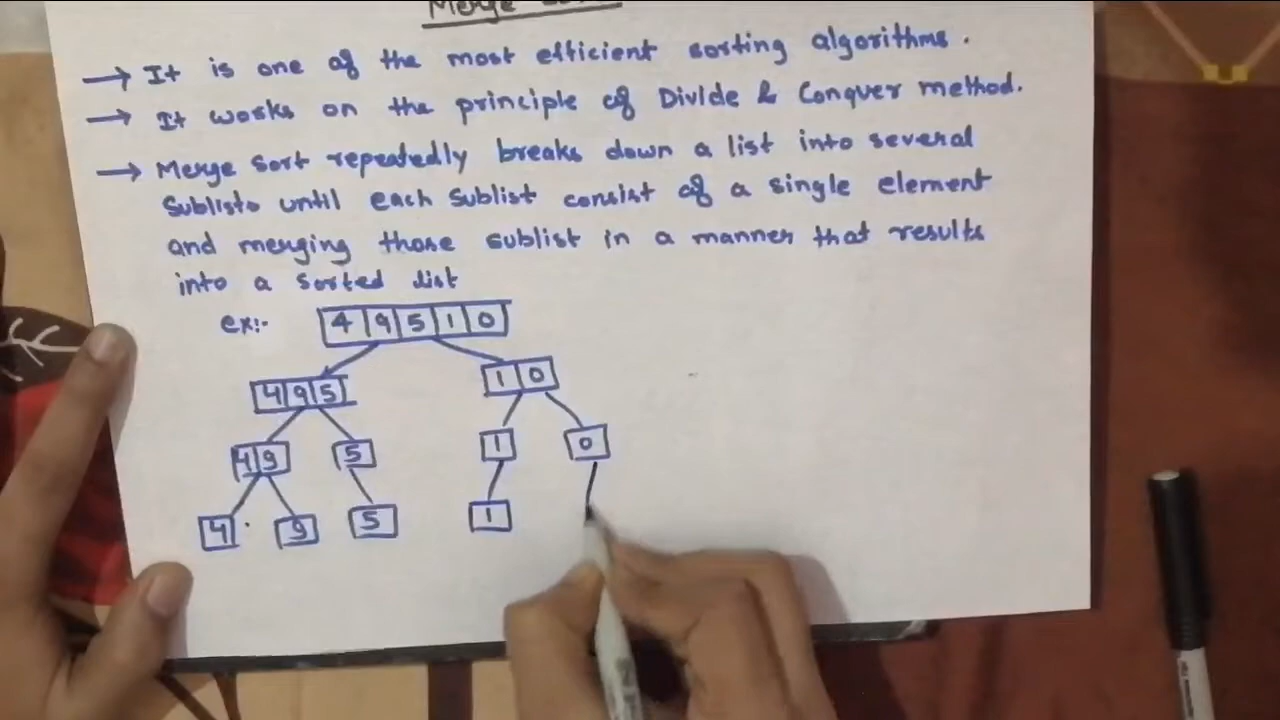 Merge
→ It is one of the most efficient sorting algorithms.
→ It works on the principle of Divide & Conquer method.
→ Merge sort repeatedly breaks down a list into several
sublists until each sublist consist of a single element
and merging those sublist in a manner that results
into a sorted list
ex:- 4 9 5 1 0
4 9 5 1 0
4 9 5 1 0
4 9 5 1